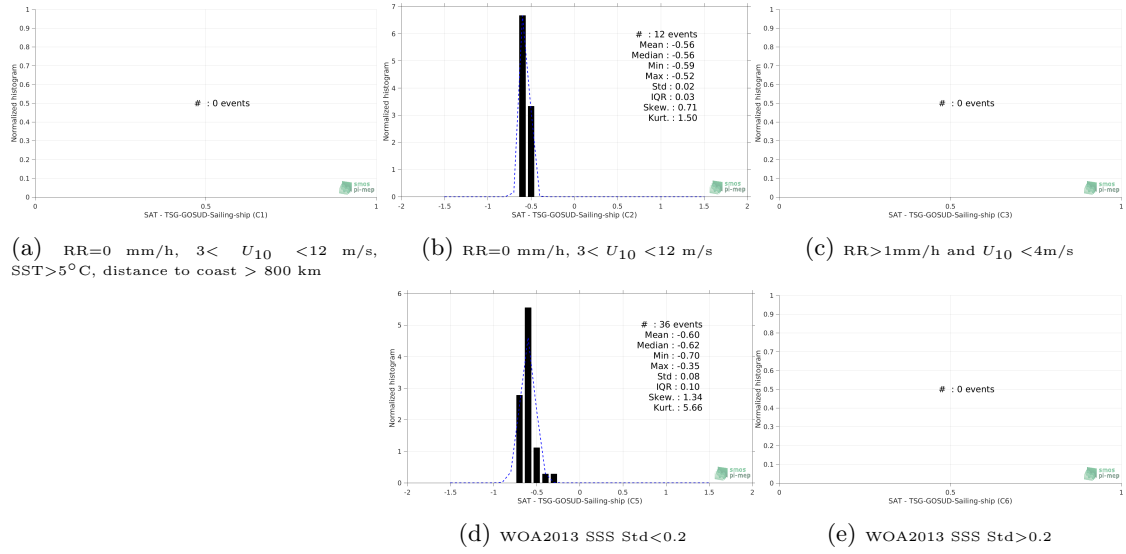 1
0.9
0.8
0.7
0.6
0.5
0.4
0.3
0.2
0.1
0
Normalized histogram
# : 0 events
smos
pi-mep
0 0.5 1
SAT - TSG-GOSUD-Sailing-ship (C1)
(a) RR=0 mm/h, 3< U10 <12 m/s,
SST>5°C, distance to coast > 800 km
7
6
5
4
3
2
1
0
Normalized histogram
# : 12 events
Mean : -0.56
Median : -0.56
Min : -0.59
Max : -0.52
Std : 0.02
IQR : 0.03
Skew. : 0.71
Kurt. : 1.50
smos
pi-mep
-2 -1.5 -1 -0.5 0 0.5 1 1.5 2
SAT - TSG-GOSUD-Sailing-ship (C2)
(b) RR=0 mm/h, 3< U10 <12 m/s
1
0.9
0.8
0.7
0.6
0.5
0.4
0.3
0.2
0.1
0
Normalized histogram
# : 0 events
smos
pi-mep
0 0.5 1
SAT - TSG-GOSUD-Sailing-ship (C3)
(c) RR>1mm/h and U10 <4m/s
6
5
4
3
2
1
0
Normalized histogram
# : 36 events
Mean : -0.60
Median : -0.62
Min : -0.70
Max : -0.35
Std : 0.08
IQR : 0.10
Skew. : 1.34
Kurt. : 5.66
smos
pi-mep
-2 -1.5 -1 -0.5 0 0.5 1 1.5 2
SAT - TSG-GOSUD-Sailing-ship (C5)
(d) WOA2013 SSS Std<0.2
1
0.9
0.8
0.7
0.6
0.5
0.4
0.3
0.2
0.1
0
Normalized histogram
# : 0 events
smos
pi-mep
0 0.5 1
SAT - TSG-GOSUD-Sailing-ship (C6)
(e) WOA2013 SSS Std>0.2